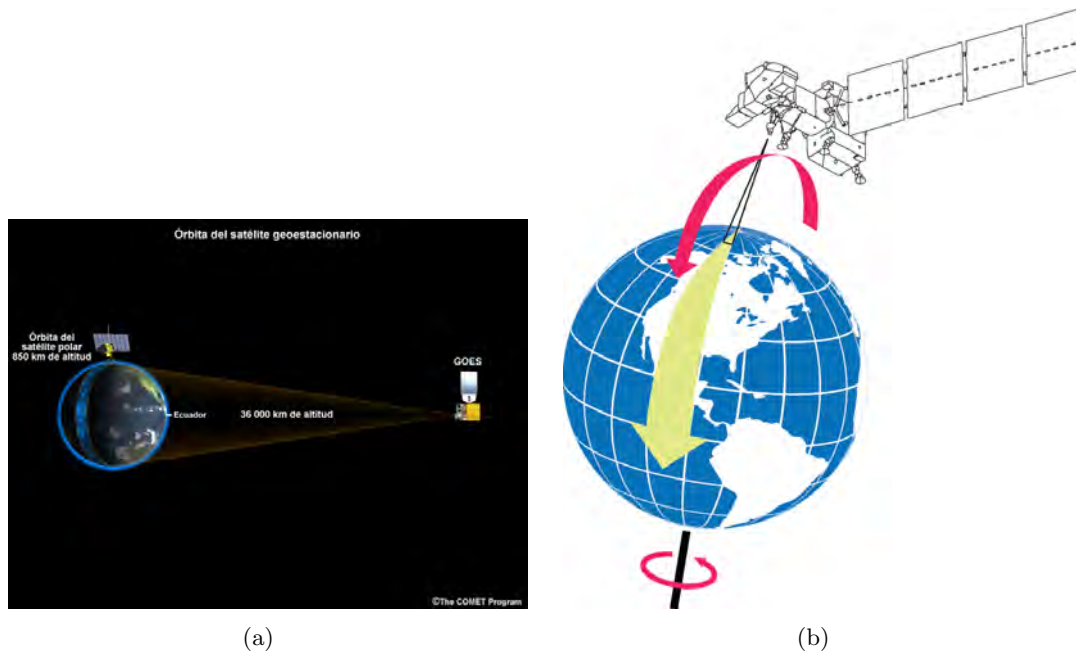 Órbita del satélite geoestacionario
Órbita del
satélite polar
850 km de altitud
GOES
Ecuador
36 000 km de altitud
©The COMET Program
(a)
(b)